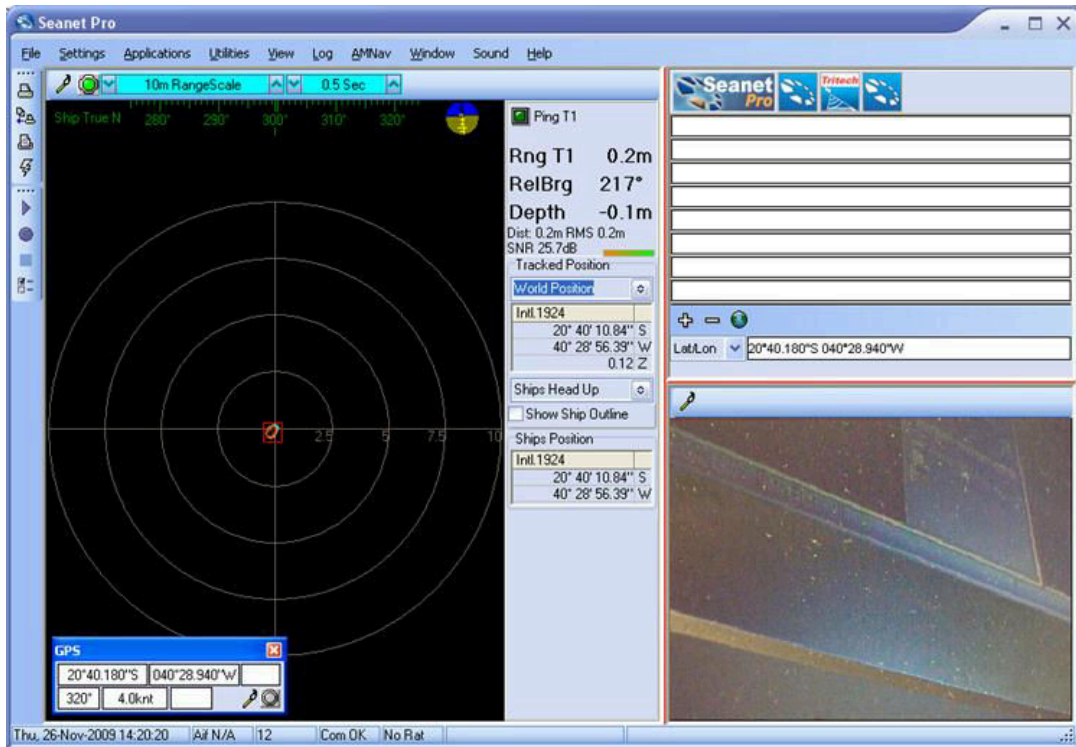 Seanet Pro
File Settings Applications Utilities View Log AMNav Window Sound Help
10m RangeScale 0.5 Sec
Ship True N 280° 290° 300° 310° 320°
2.5 5 7.5 10
Ping T1
Rng T1 0.2m
RelBrg 217°
Depth -0.1m
Dist: 0.2m RMS 0.2m
SNR 25.7dB
Tracked Position
World Position
Intl.1924
20° 40' 10.84" S
40° 28' 56.39" W
0.12 Z
Ships Head Up
Show Ship Outline
Ships Position
Intl.1924
20° 40' 10.84" S
40° 28' 56.39" W
Seanet Pro Tritech
Lat/Lon 20°40.180"S 040°28.940"W
GPS
20°40.180"S 040°28.940"W
320° 4.0knt
Thu, 26-Nov-2009 14:20:20 Aif N/A 12 Com OK No Rat